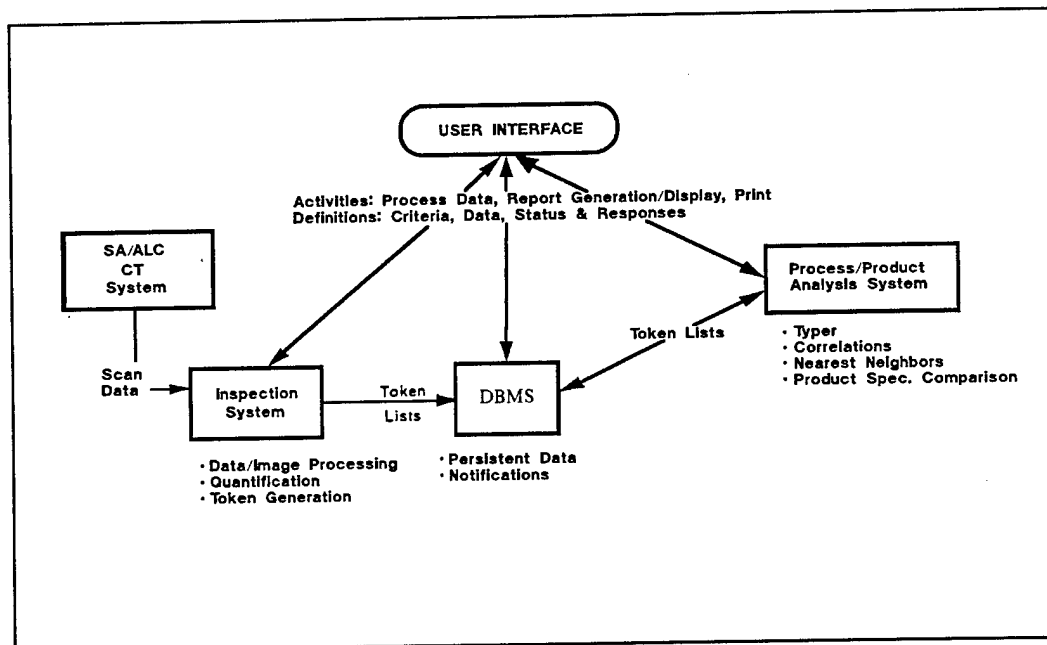 USER INTERFACE
Activities: Process Data, Report Generation/Display, Print
Definitions: Criteria, Data, Status & Responses
SA/ALC
CT
System
Process/Product
Analysis System
Token Lists
• Typer
• Correlations
• Nearest Neighbors
• Product Spec. Comparison
Scan
Data
Inspection
System
Token
Lists
DBMS
• Data/Image Processing
• Quantification
• Token Generation
• Persistent Data
• Notifications